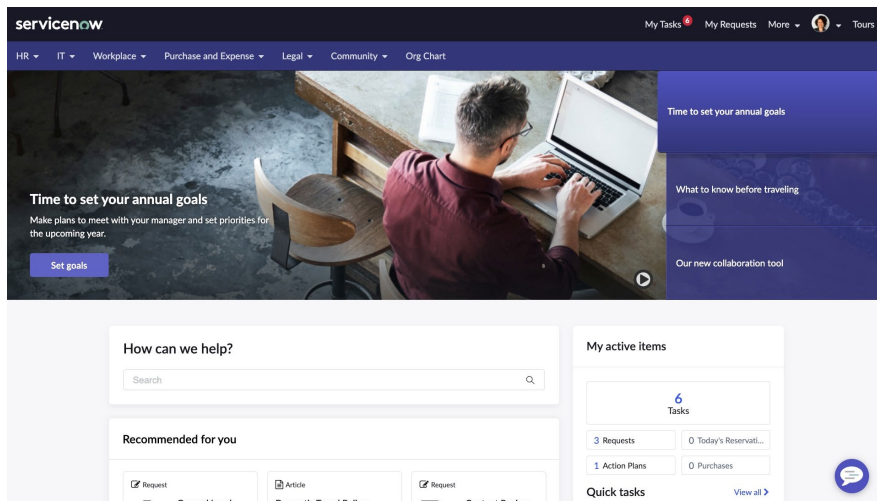 servicenow
My Tasks 6 My Requests More Tours
HR IT Workplace Purchase and Expense Legal Community Org Chart
Time to set your annual goals
Make plans to meet with your manager and set priorities for
the upcoming year.
Set goals
Time to set your annual goals
What to know before traveling
Our new collaboration tool
How can we help?
Search
Recommended for you
Request
Article
Request
My active items
6
Tasks
3 Requests
0 Today's Reservati...
1 Action Plans
0 Purchases
Quick tasks
View all